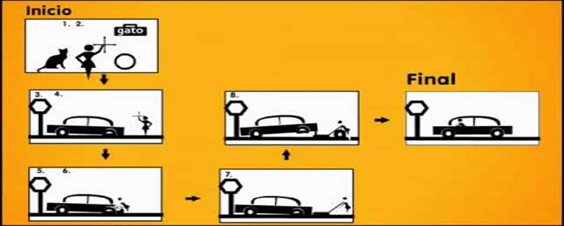 Inicio
1. 2.
gato
3. 4.
5. 6.
7.
8.
Final